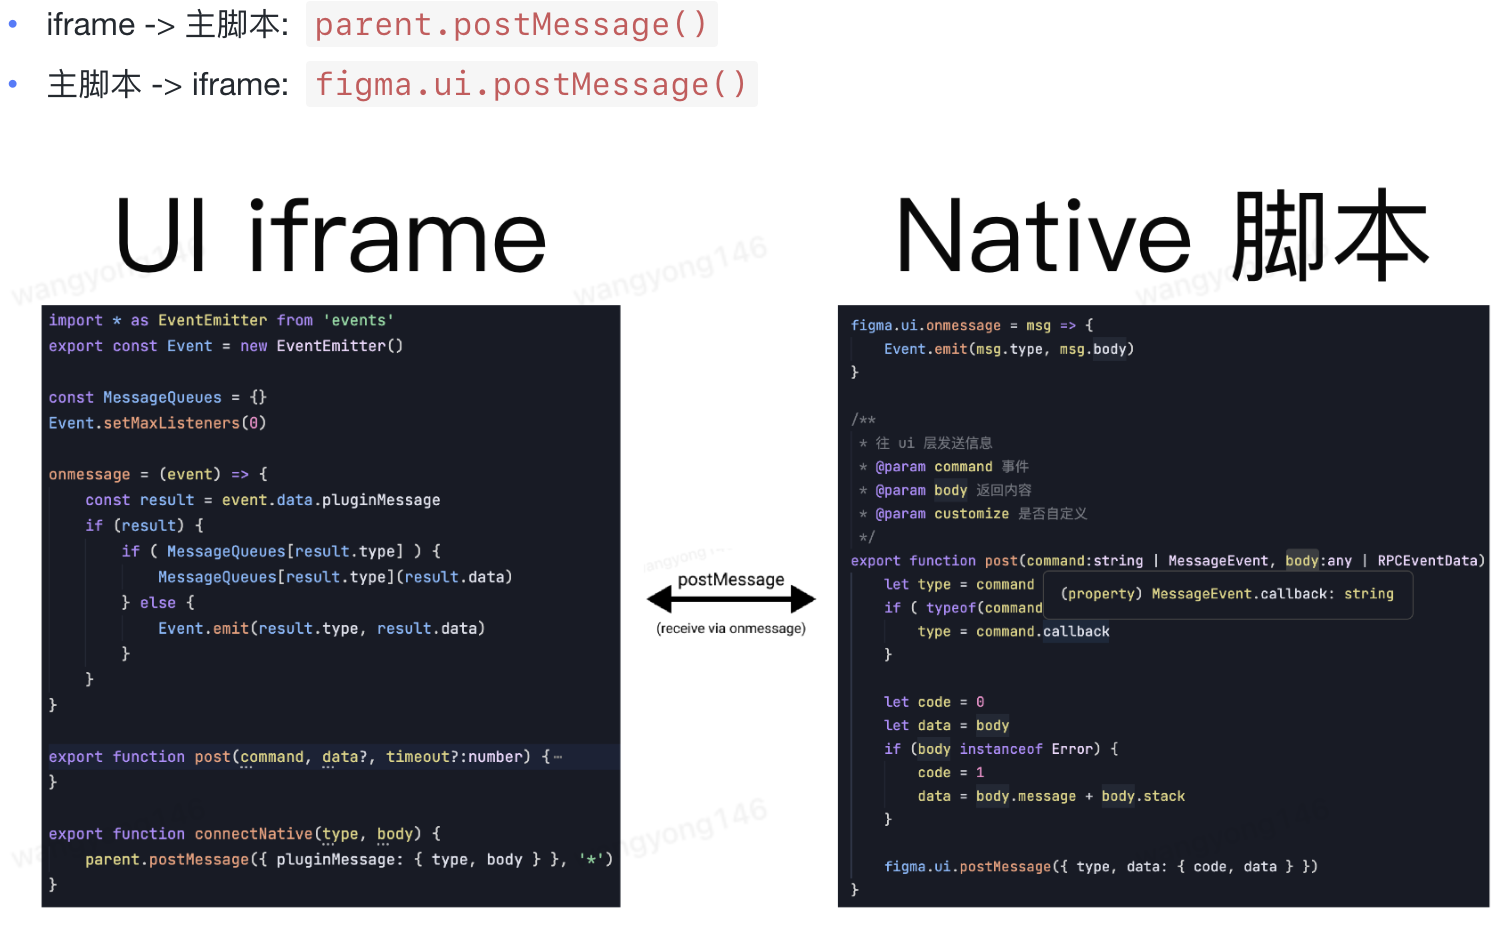 iframe -> 主脚本: parent.postMessage()
主脚本 -> iframe: figma.ui.postMessage()
UI iframe
import * as EventEmitter from 'events'
export const Event = new EventEmitter()
const MessageQueues = {}
Event.setMaxListeners(0)
onmessage = (event) => {
const result = event.data.pluginMessage
if (result) {
if ( MessageQueues[result.type] ) {
MessageQueues[result.type](result.data)
} else {
Event.emit(result.type, result.data)
}
}
}
export function post(command, data?, timeout?:number) {⋯
}
export function connectNative(type, body) {
parent.postMessage({ pluginMessage: { type, body } }, '*')
}
postMessage
(receive via onmessage)
Native 脚本
figma.ui.onmessage = msg => {
Event.emit(msg.type, msg.body)
}
/**
* 往 ui 层发送信息
* @param command 事件
* @param body 返回内容
* @param customize 是否自定义
*/
export function post(command:string | MessageEvent, body:any | RPCEventData)
let type = command
if ( typeof(command
(property) MessageEvent.callback: string
type = command.callback
}
let code = 0
let data = body
if (body instanceof Error) {
code = 1
data = body.message + body.stack
}
figma.ui.postMessage({ type, data: { code, data } })
}
wangyong146
wangyong146